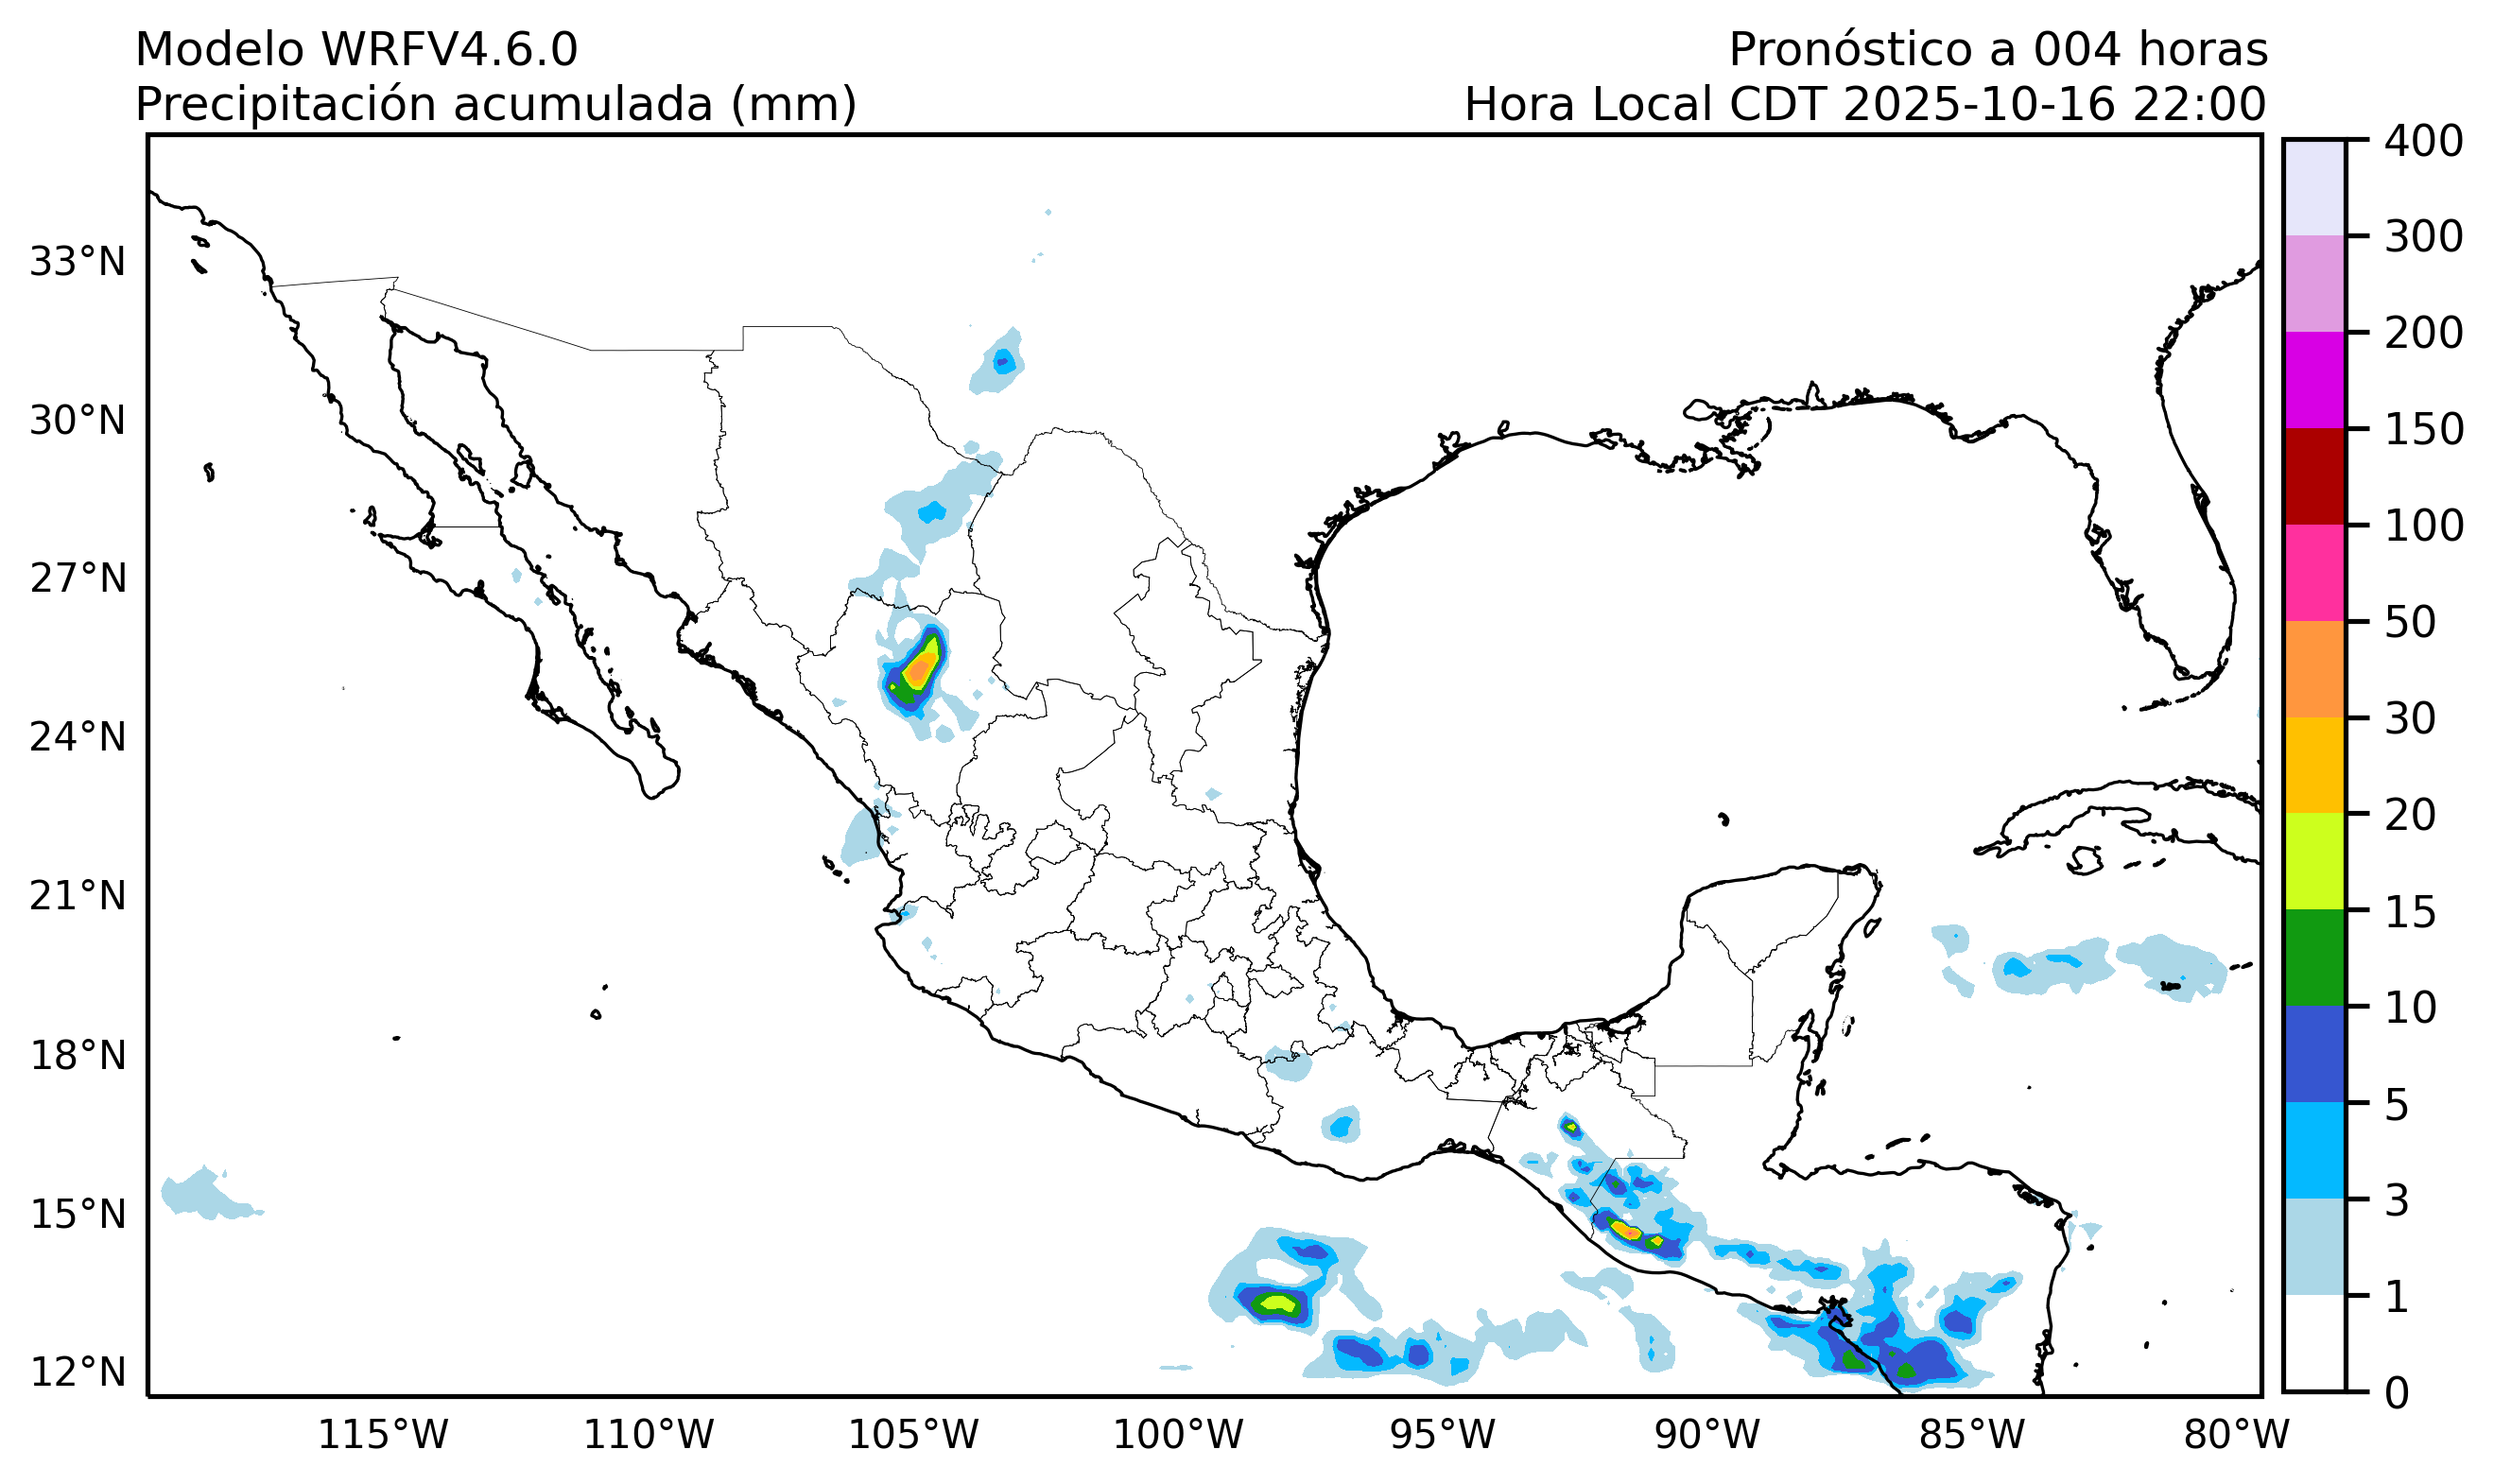 Modelo WRFV4.6.0
Precipitación acumulada (mm)
Pronóstico a 004 horas
Hora Local CDT 2025-10-16 22:00
33°N
30°N
27°N
24°N
21°N
18°N
15°N
12°N
115°W
110°W
105°W
100°W
95°W
90°W
85°W
80°W
400
300
200
150
100
50
30
20
15
10
5
3
1
0